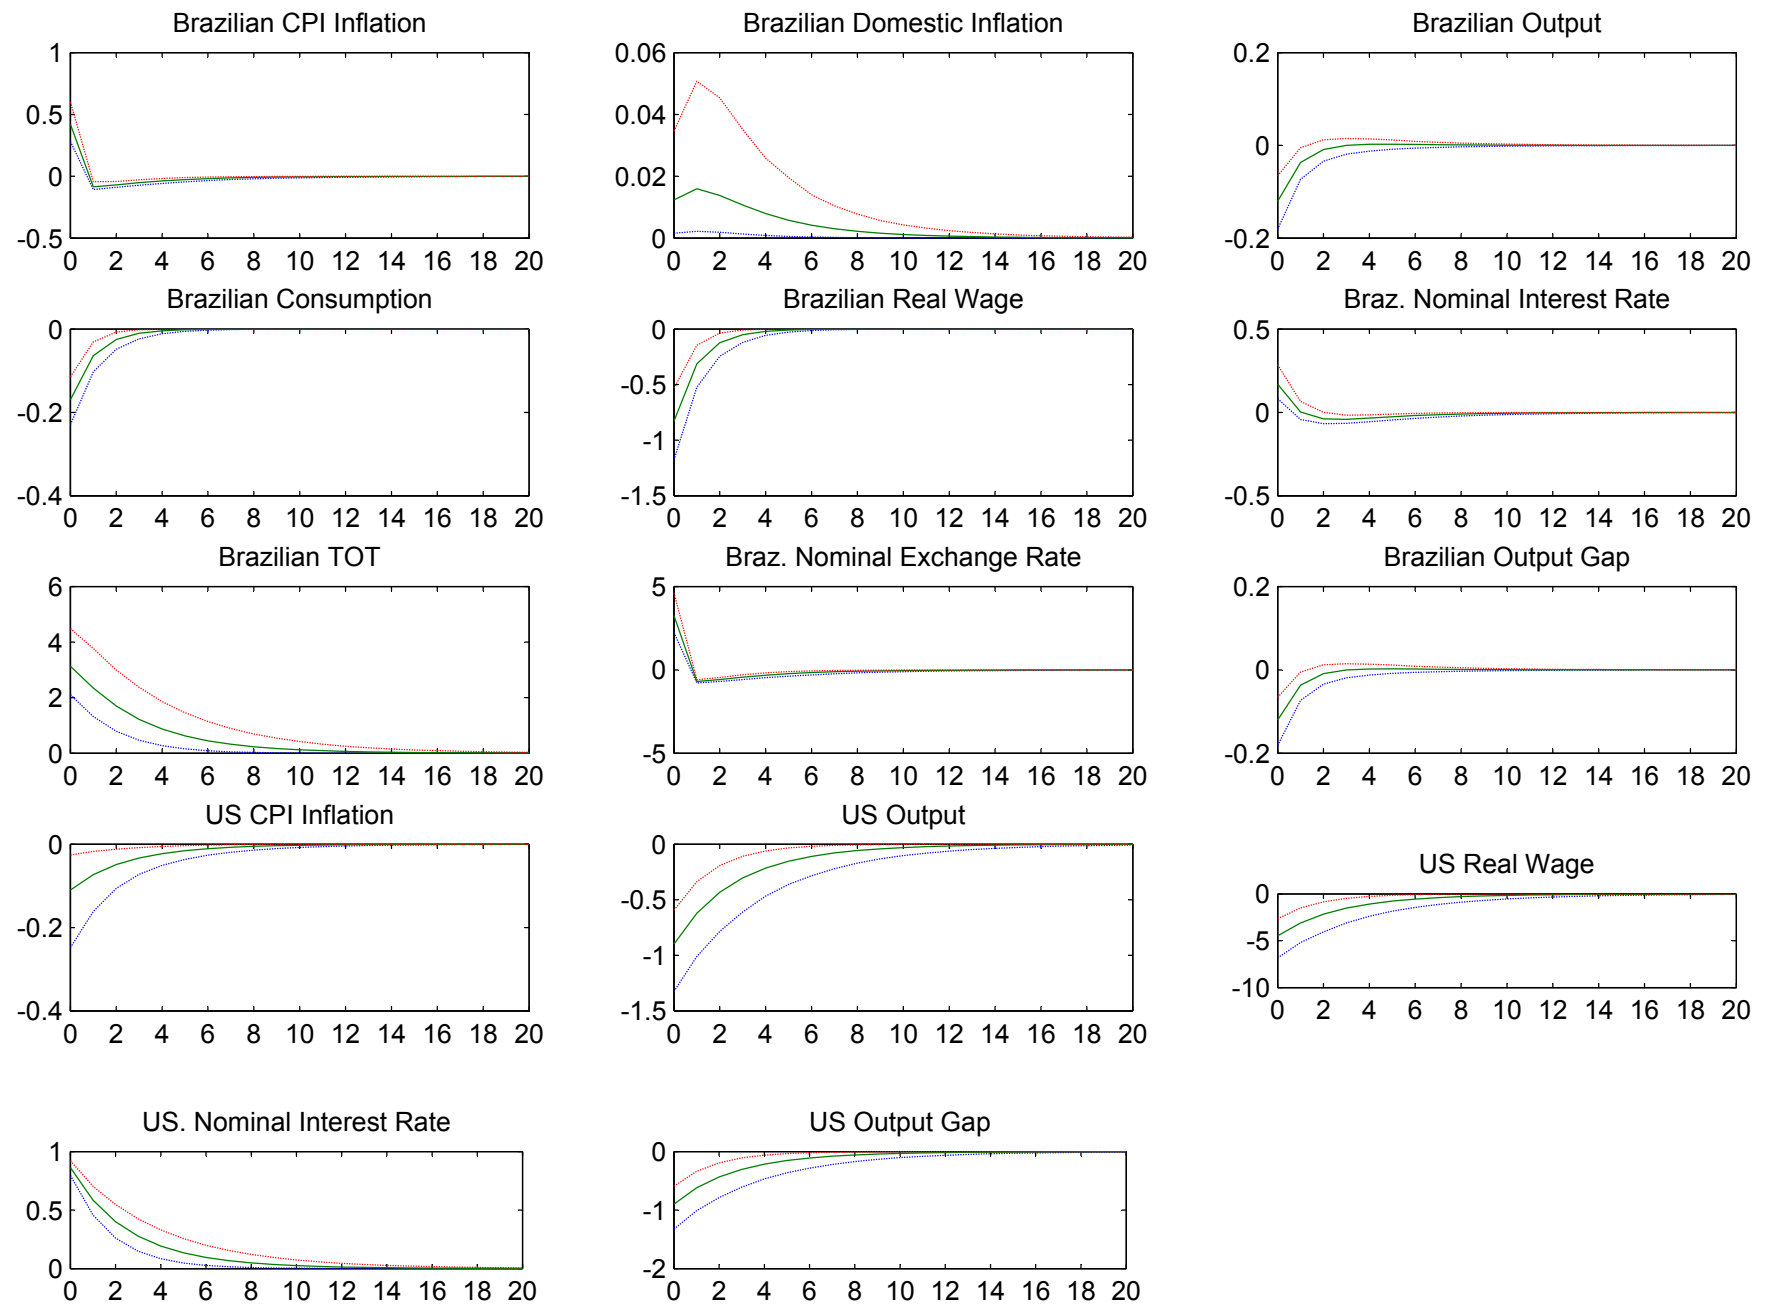 Brazilian CPI Inflation
1
0.5
0
-0.5
0 2 4 6 8 10 12 14 16 18 20
Brazilian Domestic Inflation
0.06
0.04
0.02
0
0 2 4 6 8 10 12 14 16 18 20
Brazilian Output
0.2
0
-0.2
0 2 4 6 8 10 12 14 16 18 20
Brazilian Consumption
0
-0.2
-0.4
0 2 4 6 8 10 12 14 16 18 20
Brazilian Real Wage
0
-0.5
-1
-1.5
0 2 4 6 8 10 12 14 16 18 20
Braz. Nominal Interest Rate
0.5
0
-0.5
0 2 4 6 8 10 12 14 16 18 20
Brazilian TOT
6
4
2
0
0 2 4 6 8 10 12 14 16 18 20
Braz. Nominal Exchange Rate
5
0
-5
0 2 4 6 8 10 12 14 16 18 20
Brazilian Output Gap
0.2
0
-0.2
0 2 4 6 8 10 12 14 16 18 20
US CPI Inflation
0
-0.2
-0.4
0 2 4 6 8 10 12 14 16 18 20
US Output
0
-0.5
-1
-1.5
0 2 4 6 8 10 12 14 16 18 20
US Real Wage
0
-5
-10
0 2 4 6 8 10 12 14 16 18 20
US. Nominal Interest Rate
1
0.5
0
0 2 4 6 8 10 12 14 16 18 20
US Output Gap
0
-1
-2
0 2 4 6 8 10 12 14 16 18 20